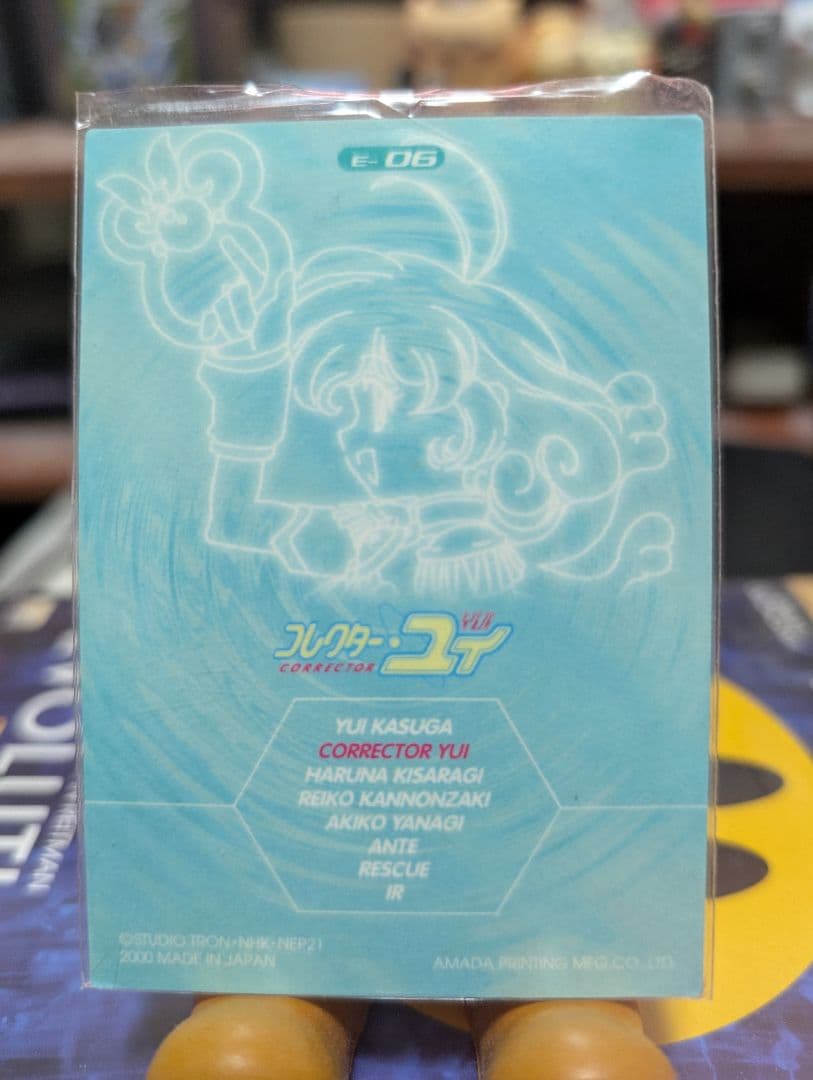 E-06
コレクター・ユイ
YUI
CORRECTOR
YUI KASUGA
CORRECTOR YUI
HARUNA KISARAGI
REIKO KANNONZAKI
AKIKO YANAGI
ANTE
RESCUE
IR
©STUDIO TRON・NHK・NEP21
2000 MADE IN JAPAN
AMADA PRINTING MFG.CO.,LTD.